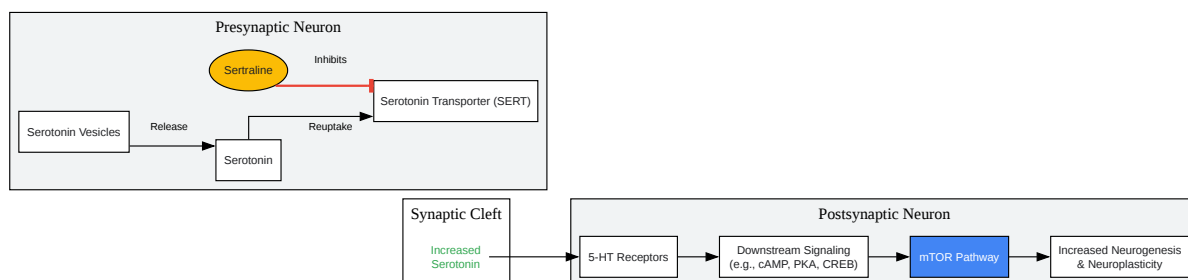 Presynaptic Neuron
Sertraline
Inhibits
Serotonin Transporter (SERT)
Serotonin Vesicles
Release
Reuptake
Serotonin
Synaptic Cleft
Increased
Serotonin
Postsynaptic Neuron
5-HT Receptors
Downstream Signaling
(e.g., cAMP, PKA, CREB)
mTOR Pathway
Increased Neurogenesis
& Neuroplasticity